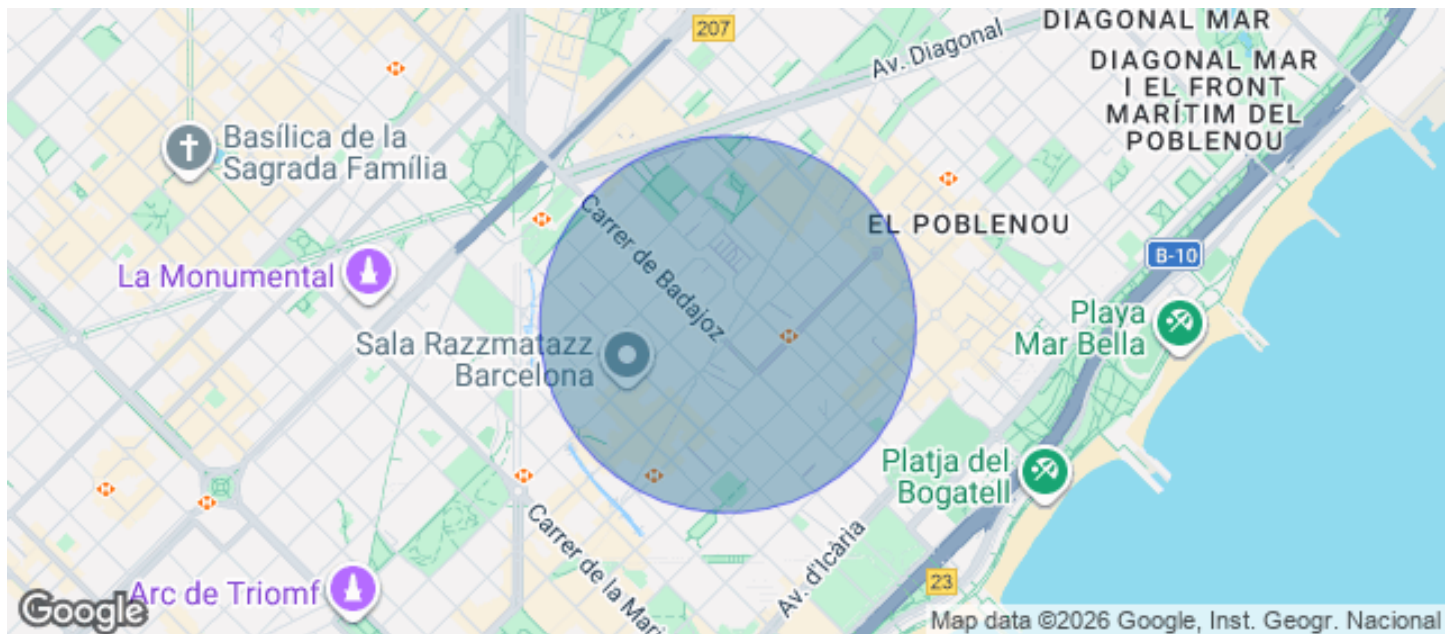 207
DIAGONAL MAR
Av. Diagonal
DIAGONAL MAR
I EL FRONT
MARÍTIM DEL
POBLENOU
Basílica de la
Sagrada Família
Carrer de Badajoz
EL POBLENOU
La Monumental
B-10
Playa
Mar Bella
Sala Razzmatazz
Barcelona
Platja del
Bogatell
Carrer de la Mari
Av. d'Icària
23
Arc de Triomf
Google
Map data ©2026 Google, Inst. Geogr. Nacional